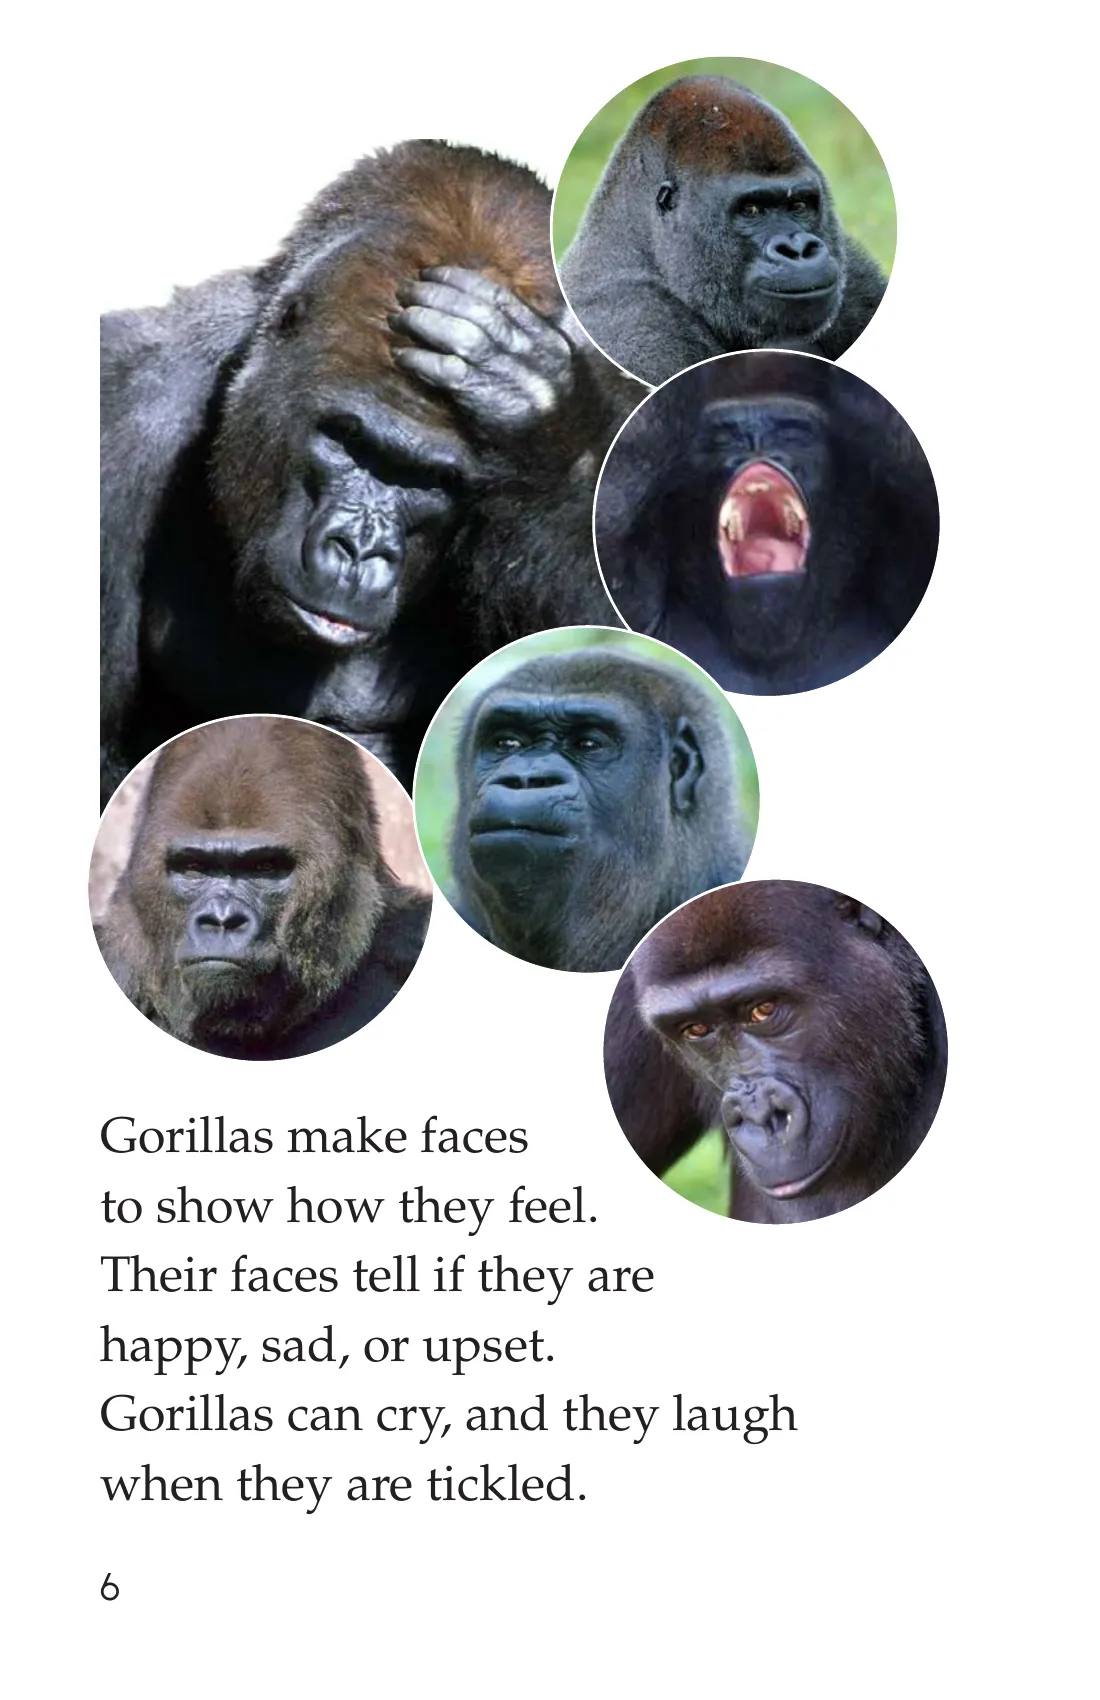 Gorillas make faces
to show how they feel.
Their faces tell if they are
happy, sad, or upset.
Gorillas can cry, and they laugh
when they are tickled.
6